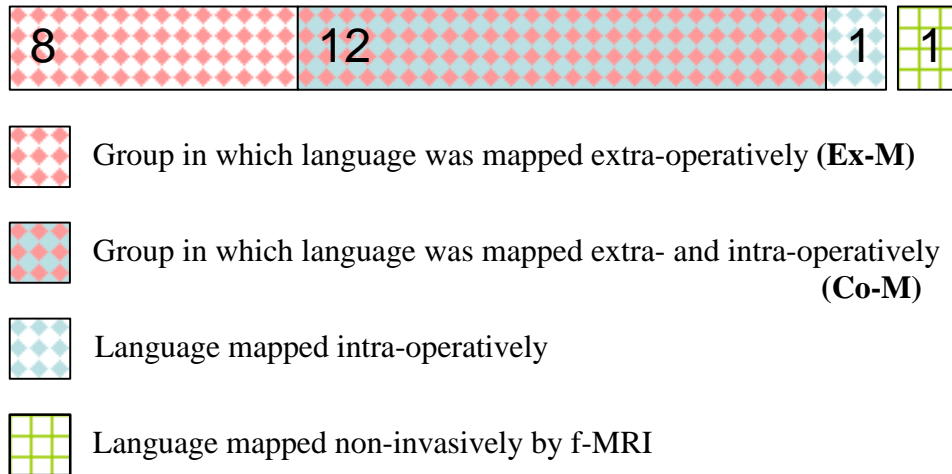 8 12 1 1
Group in which language was mapped extra-operatively (Ex-M)
Group in which language was mapped extra- and intra-operatively
(Co-M)
Language mapped intra-operatively
Language mapped non-invasively by f-MRI